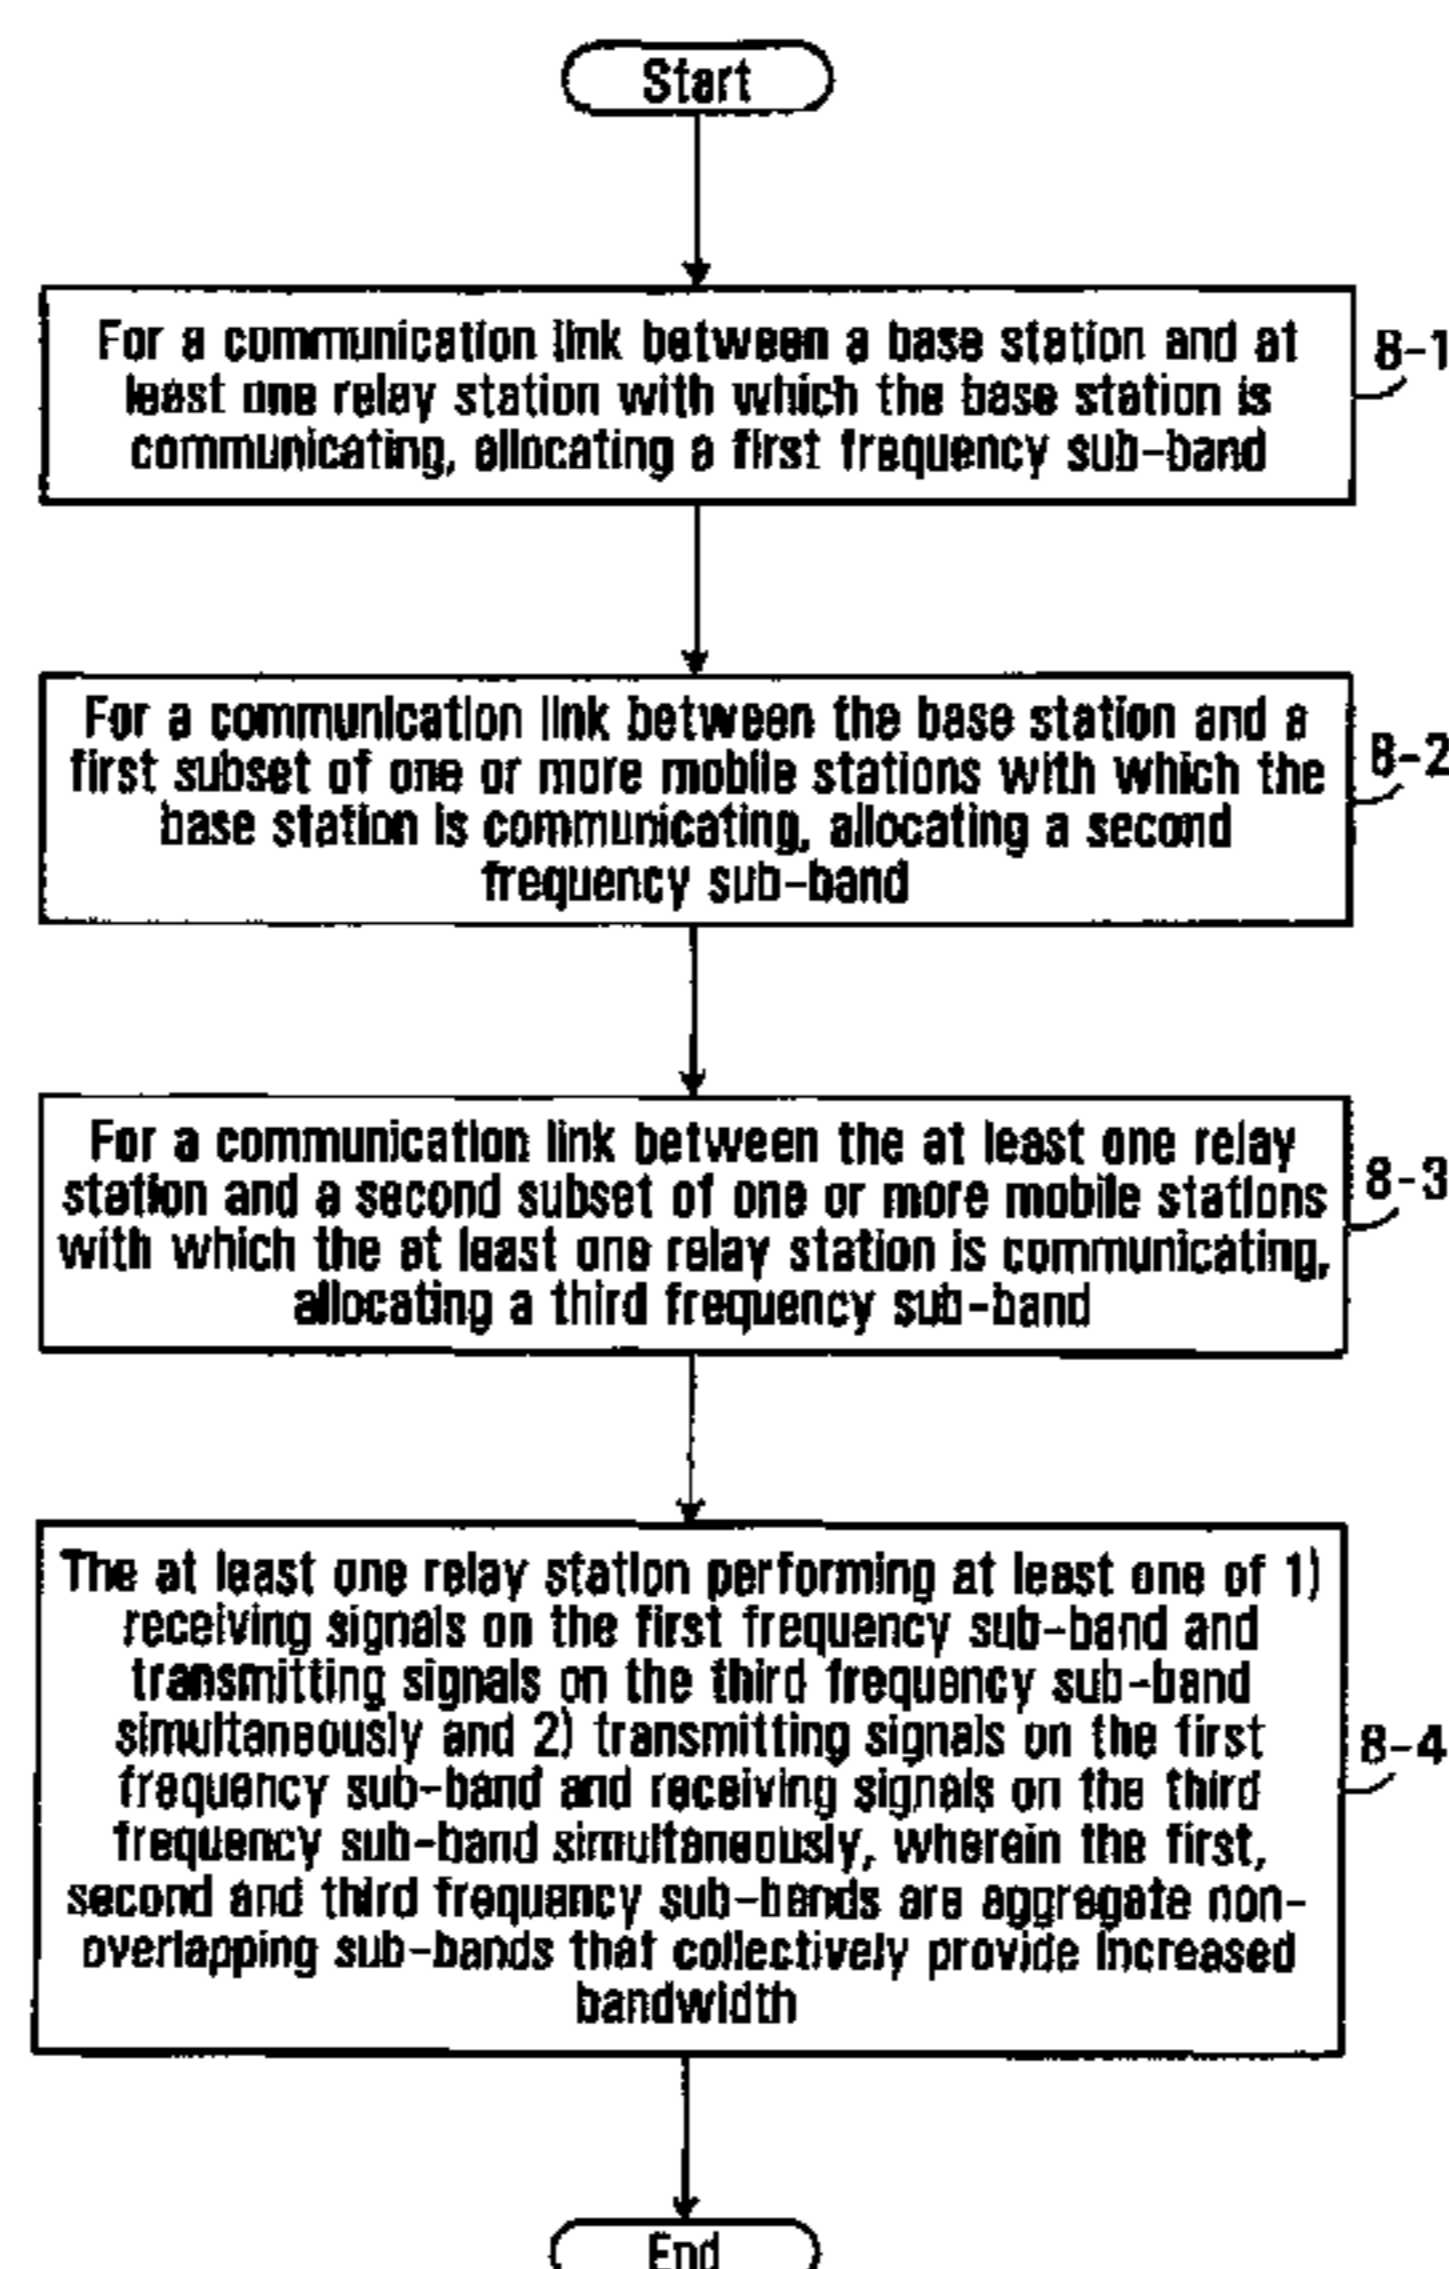 Start
For a communication link between a base station and at
least one relay station with which the base station is
communicating, allocating a first frequency sub-band
8-1
For a communication link between the base station and a
first subset of one or more mobile stations with which the
base station is communicating, allocating a second
frequency sub-band
8-2
For a communication link between the at least one relay
station and a second subset of one or more mobile stations
with which the at least one relay station is communicating,
allocating a third frequency sub-band
8-3
The at least one relay station performing at least one of 1)
receiving signals on the first frequency sub-band and
transmitting signals on the third frequency sub-band
simultaneously and 2) transmitting signals on the first
frequency sub-band and receiving signals on the third
frequency sub-band simultaneously, wherein the first,
second and third frequency sub-bands are aggregate non-
overlapping sub-bands that collectively provide increased
bandwidth
8-4
End